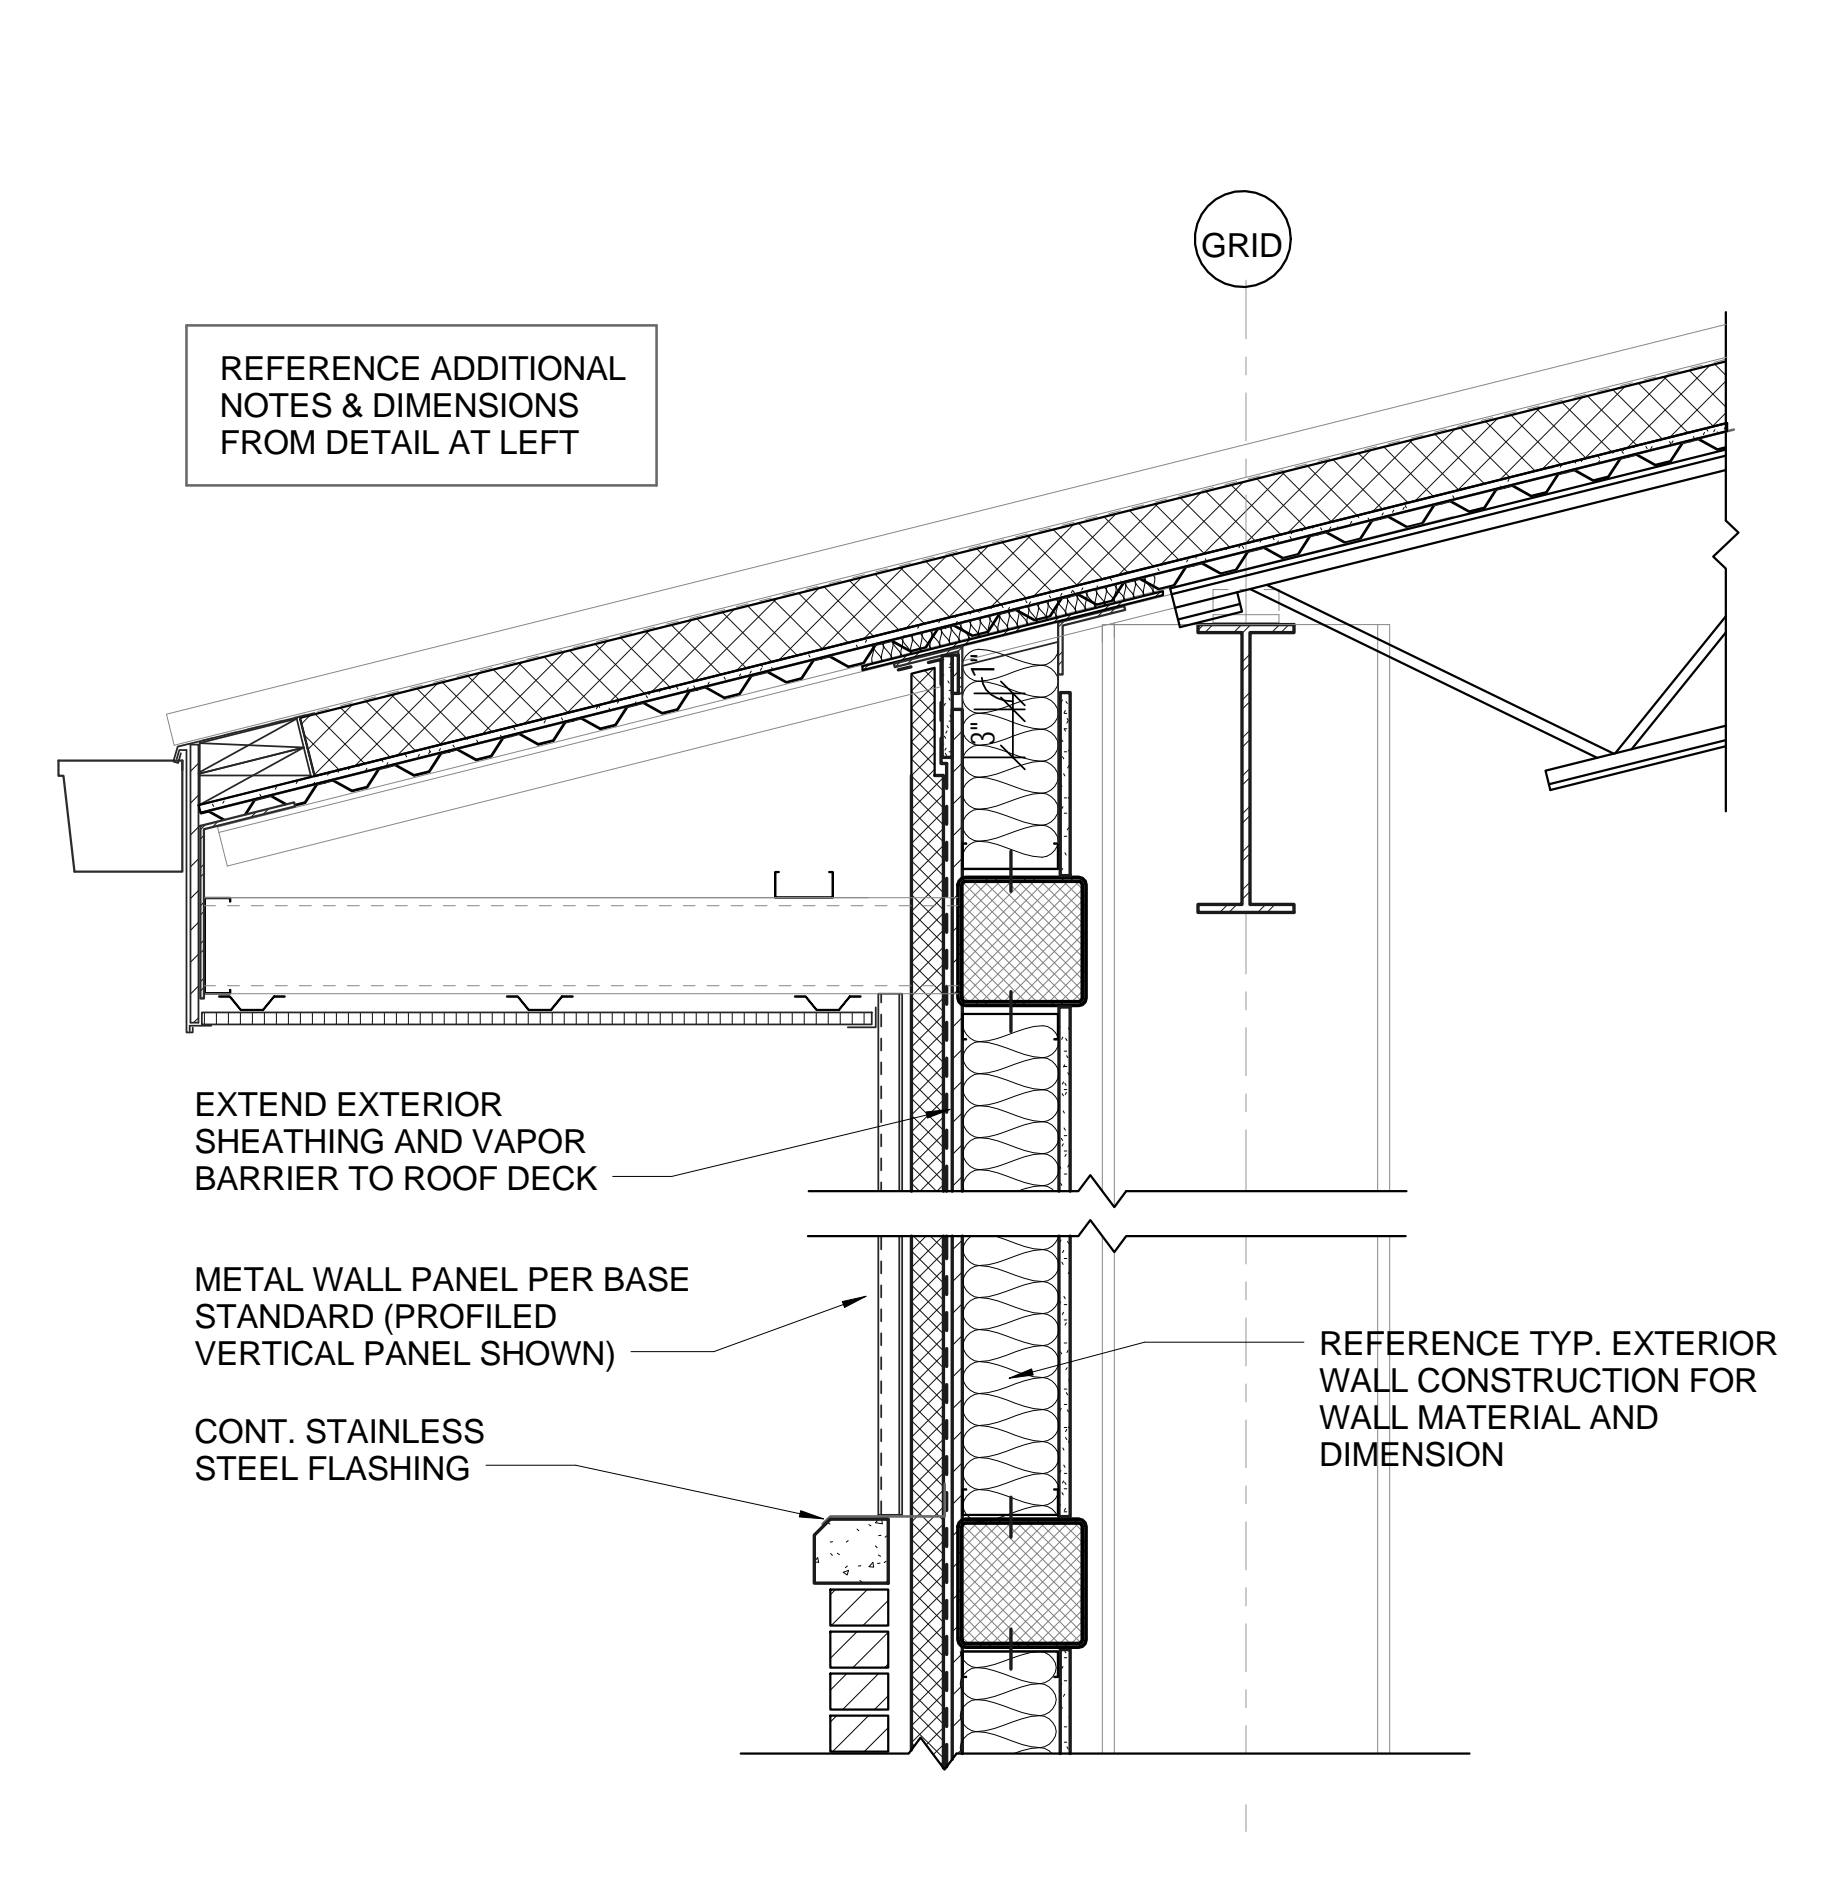 GRID
REFERENCE ADDITIONAL
NOTES & DIMENSIONS
FROM DETAIL AT LEFT
1"
3"
EXTEND EXTERIOR
SHEATHING AND VAPOR
BARRIER TO ROOF DECK
METAL WALL PANEL PER BASE
STANDARD (PROFILED
VERTICAL PANEL SHOWN)
CONT. STAINLESS
STEEL FLASHING
REFERENCE TYP. EXTERIOR
WALL CONSTRUCTION FOR
WALL MATERIAL AND
DIMENSION